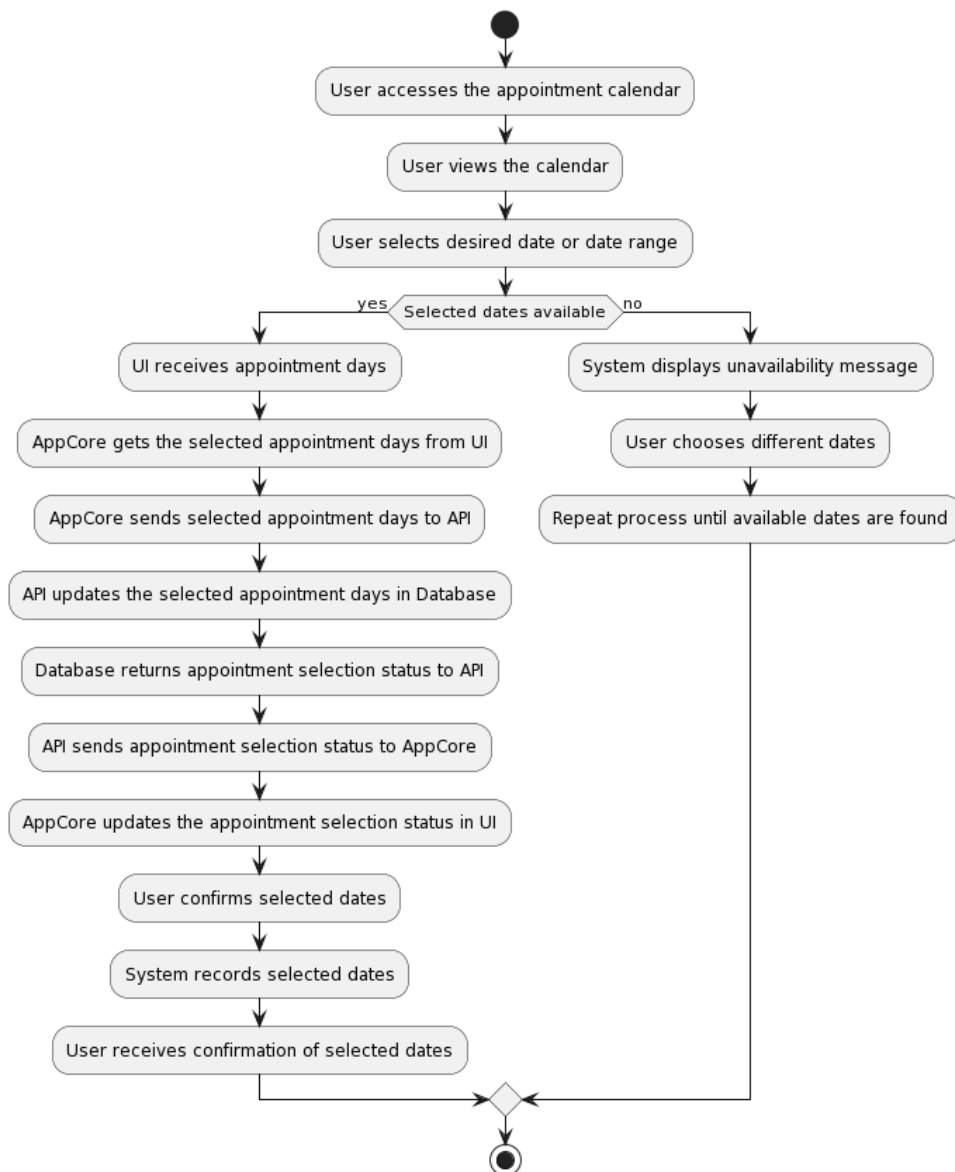 User accesses the appointment calendar
User views the calendar
User selects desired date or date range
yes
Selected dates available
no
UI receives appointment days
System displays unavailability message
AppCore gets the selected appointment days from UI
User chooses different dates
AppCore sends selected appointment days to API
Repeat process until available dates are found
API updates the selected appointment days in Database
Database returns appointment selection status to API
API sends appointment selection status to AppCore
AppCore updates the appointment selection status in UI
User confirms selected dates
System records selected dates
User receives confirmation of selected dates